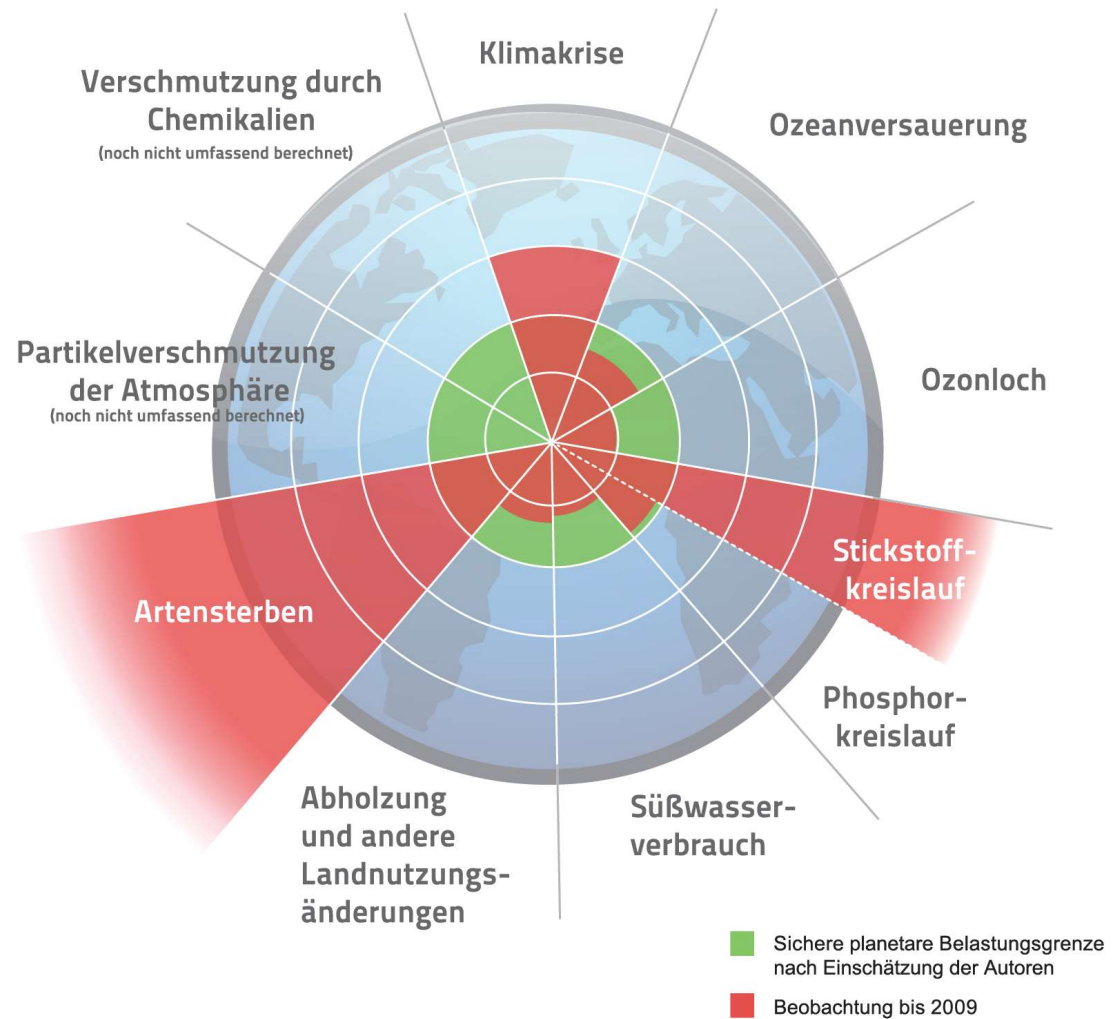 Klimakrise
Verschmutzung durch
Chemikalien
(noch nicht umfassend berechnet)
Ozeanversauerung
Partikelverschmutzung
der Atmosphäre
(noch nicht umfassend berechnet)
Ozonloch
Stickstoff-
kreislauf
Artensterben
Phosphor-
kreislauf
Abholzung
und andere
Landnutzungs-
änderungen
Süßwasser-
verbrauch
Sichere planetare Belastungsgrenze
nach Einschätzung der Autoren
Beobachtung bis 2009